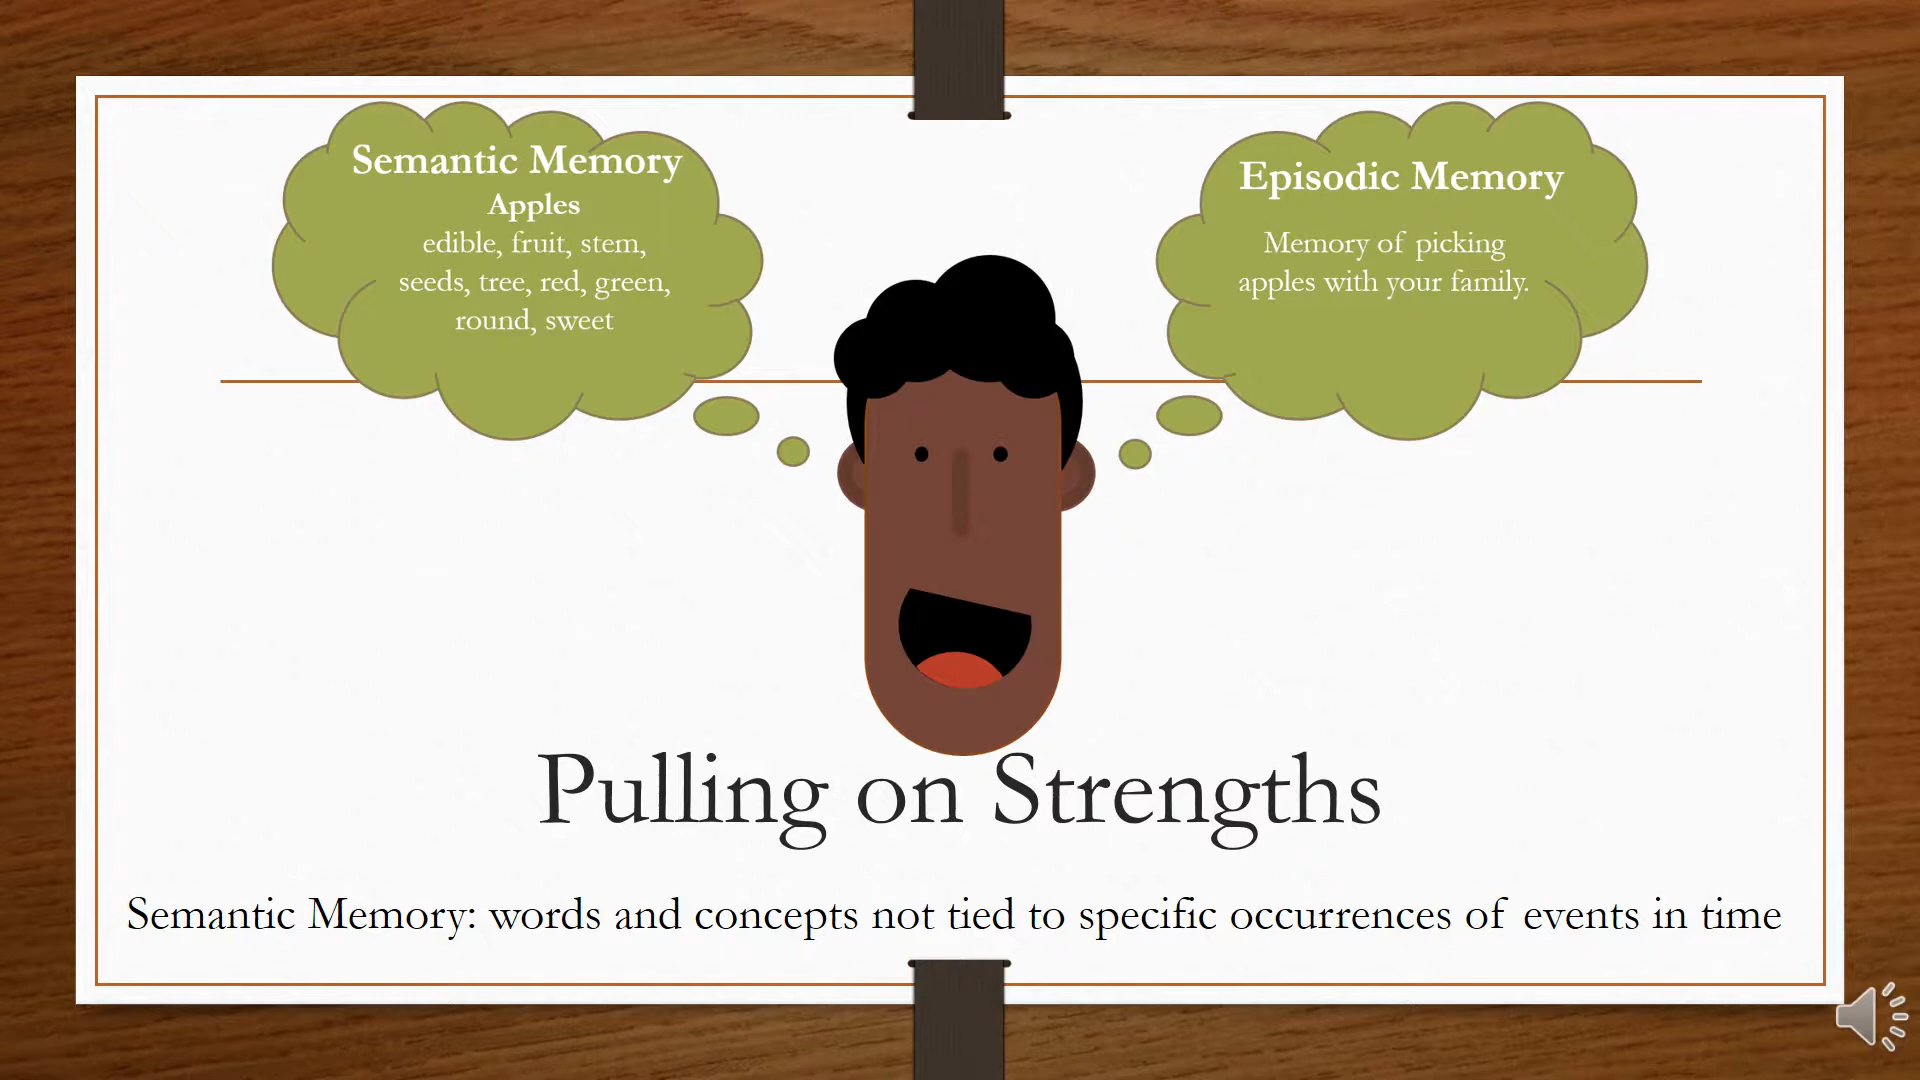 Semantic Memory
Apples
edible, fruit, stem,
seeds, tree, red, green,
round, sweet
Episodic Memory
Memory of picking
apples with your family.
Pulling on Strengths
Semantic Memory: words and concepts not tied to specific occurrences of events in time